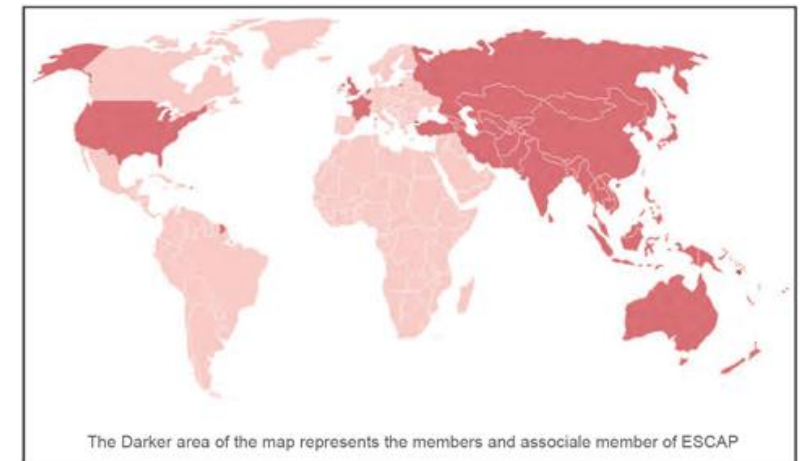 The Darker area of the map represents the members and associale member of ESCAP